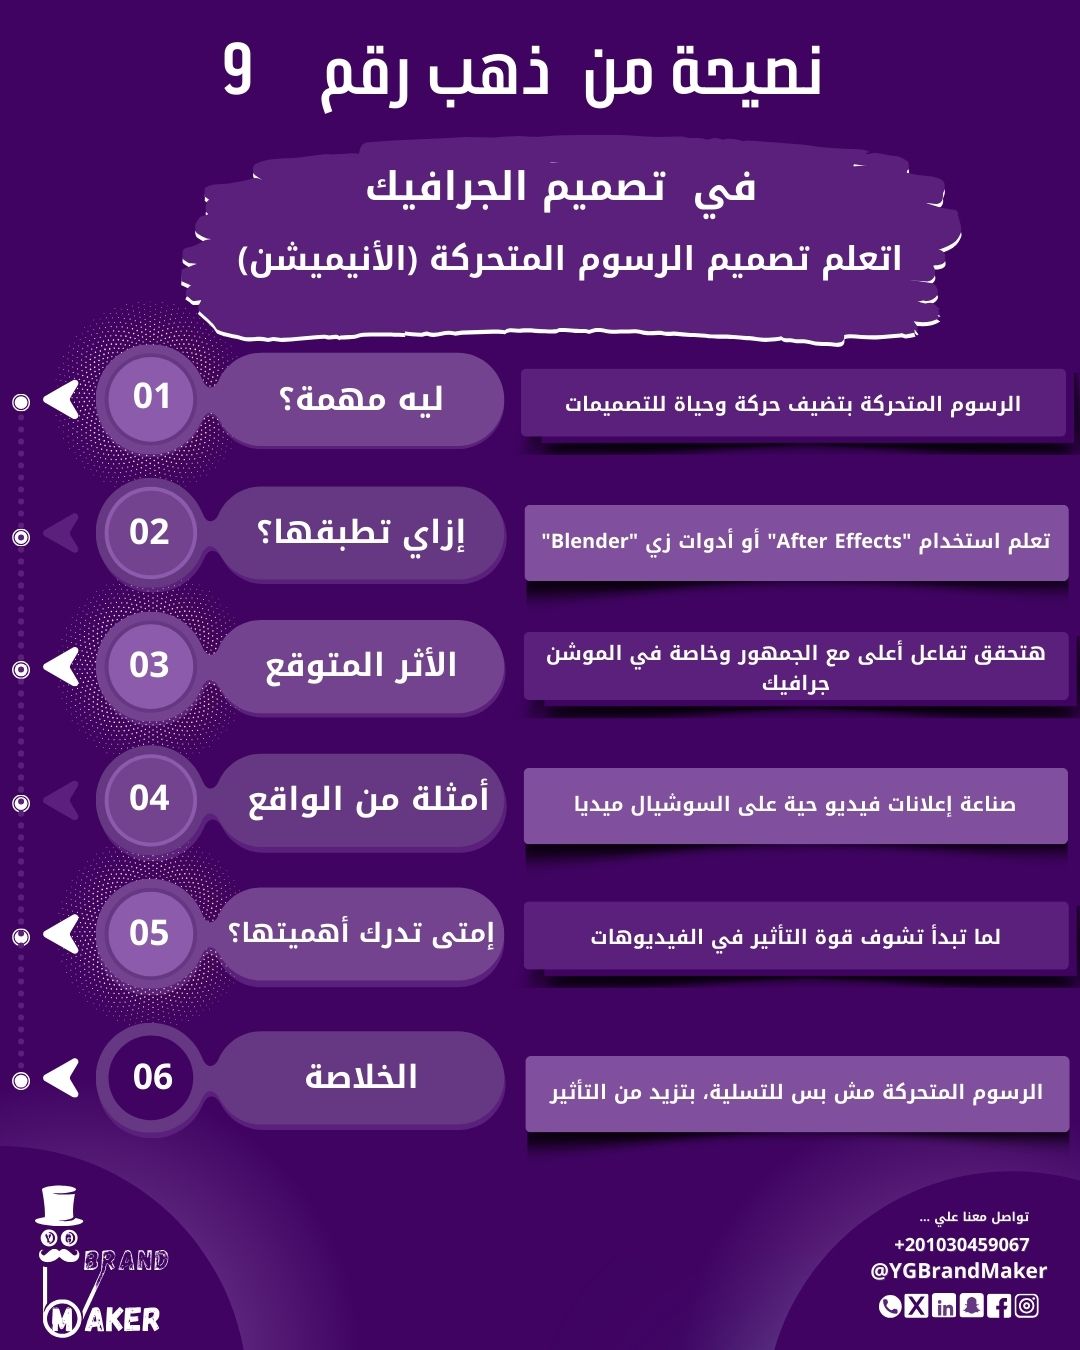 نصيحة من ذهب رقم 9
في تصميم الجرافيك
اتعلم تصميم الرسوم المتحركة (الأنيميشن)
01
ليه مهمة؟
الرسوم المتحركة بتضيف حركة وحياة للتصميمات
02
إزاي تطبقها؟
تعلم استخدام "After Effects" أو أدوات زي "Blender"
03
الأثر المتوقع
هتحقق تفاعل أعلى مع الجمهور وخاصة في الموشن
جرافيك
04
أمثلة من الواقع
صناعة إعلانات فيديو حية على السوشيال ميديا
05
إمتى تدرك أهميتها؟
لما تبدأ تشوف قوة التأثير في الفيديوهات
06
الخلاصة
الرسوم المتحركة مش بس للتسلية، بتزيد من التأثير
تواصل معنا علي ...
+201030459067
@YGBrandMaker
BRAND
MAKER